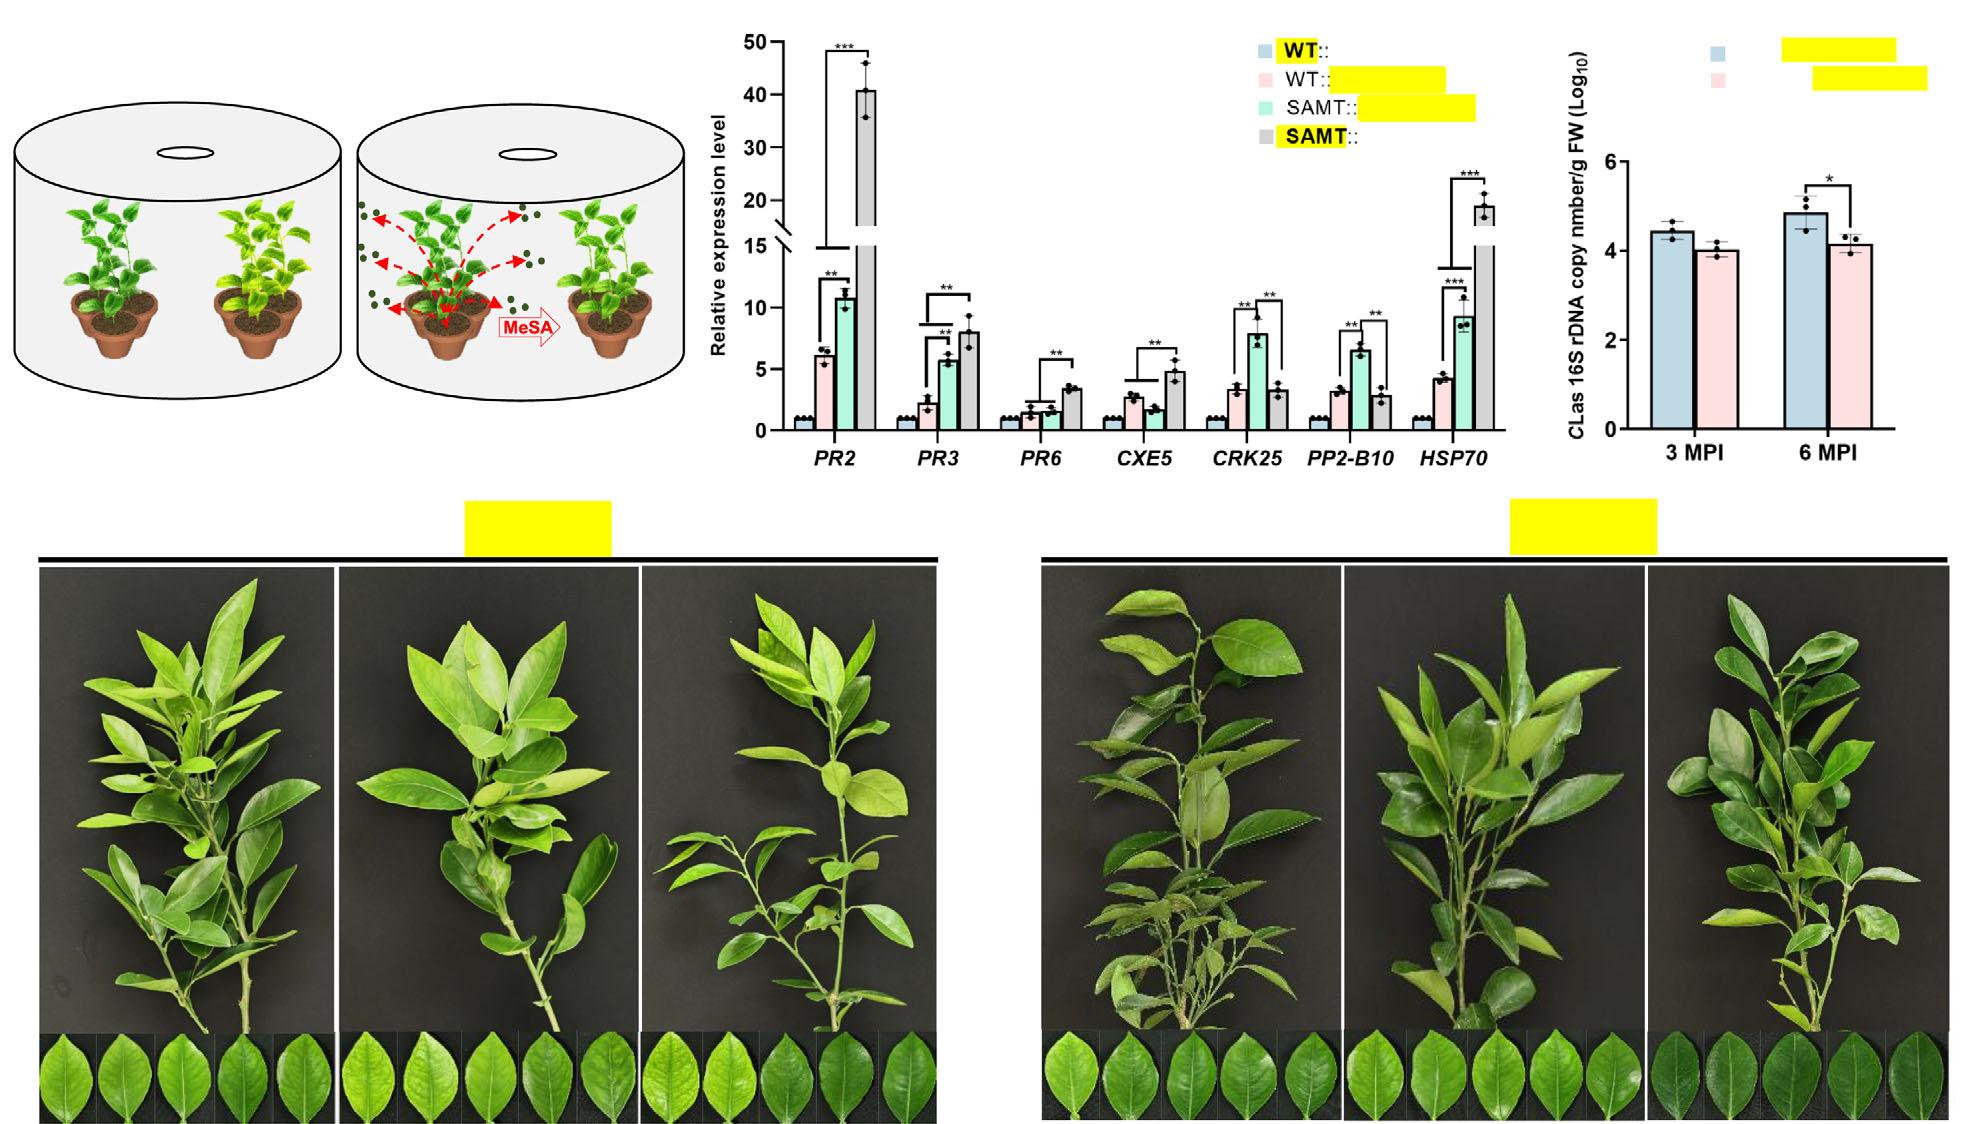 MeSA
Relative expression level
50
40
30
20
15
10
5
0
***
**
**
**
**
**
**
**
**
**
***
***
PR2
PR3
PR6
CXE5
CRK25
PP2-B10
HSP70
WT::
WT::
SAMT::
SAMT::
CLas 16S rDNA copy nmber/g FW (Log10)
6
4
2
0
*
3 MPI
6 MPI